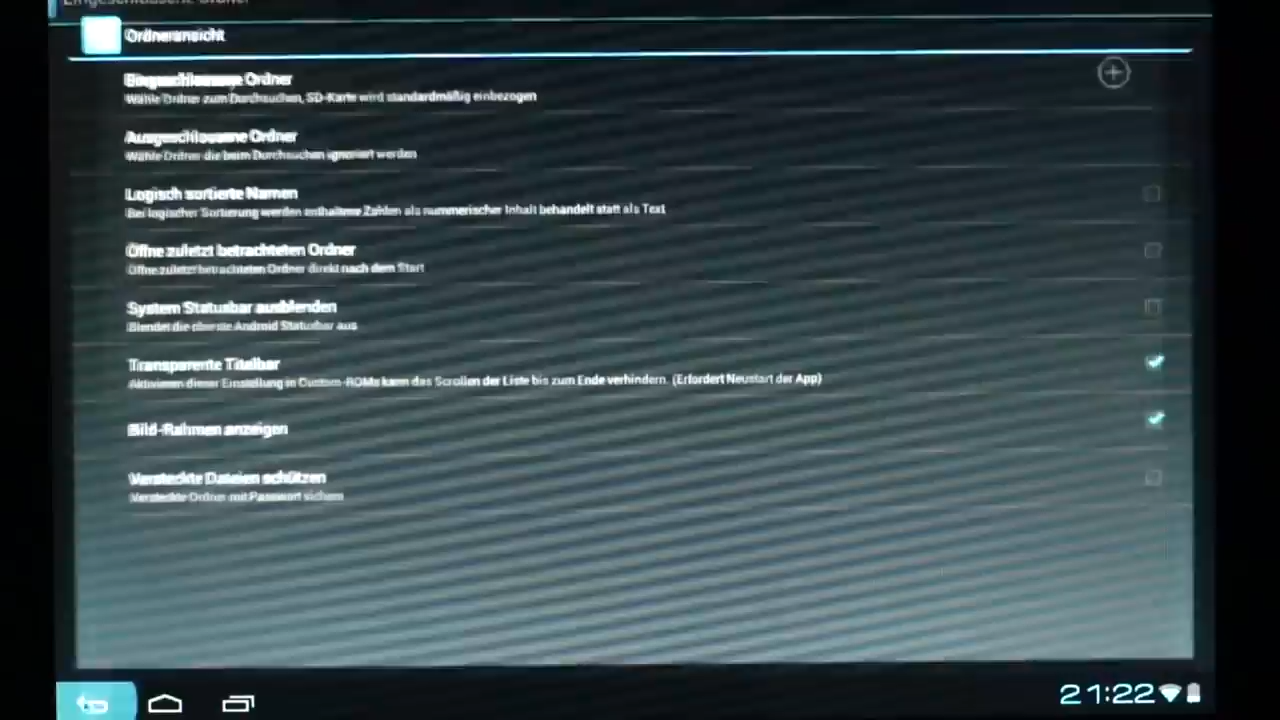 Ordneransicht
Eingeschlossene Ordner
Wähle Ordner zum Durchsuchen, SD-Karte wird standardmäßig einbezogen
Ausgeschlossene Ordner
Wähle Ordner die beim Durchsuchen ignoriert werden
Logisch sortierte Namen
Bei logischer Sortierung werden enthaltene Zahlen als nummerischer Inhalt behandelt statt als Text
Öffne zuletzt betrachteten Ordner
Öffne zuletzt betrachteten Ordner direkt nach dem Start
System Statusbar ausblenden
Blendet die oberste Android Statusbar aus
Transparente Titelbar
Aktivieren dieser Einstellung in Custom-ROMs kann das Scrollen der Liste bis zum Ende verhindern. (Erfordert Neustart der App)
Bild-Rahmen anzeigen
Versteckte Dateien schützen
Versteckte Ordner mit Passwort sichern
21:22